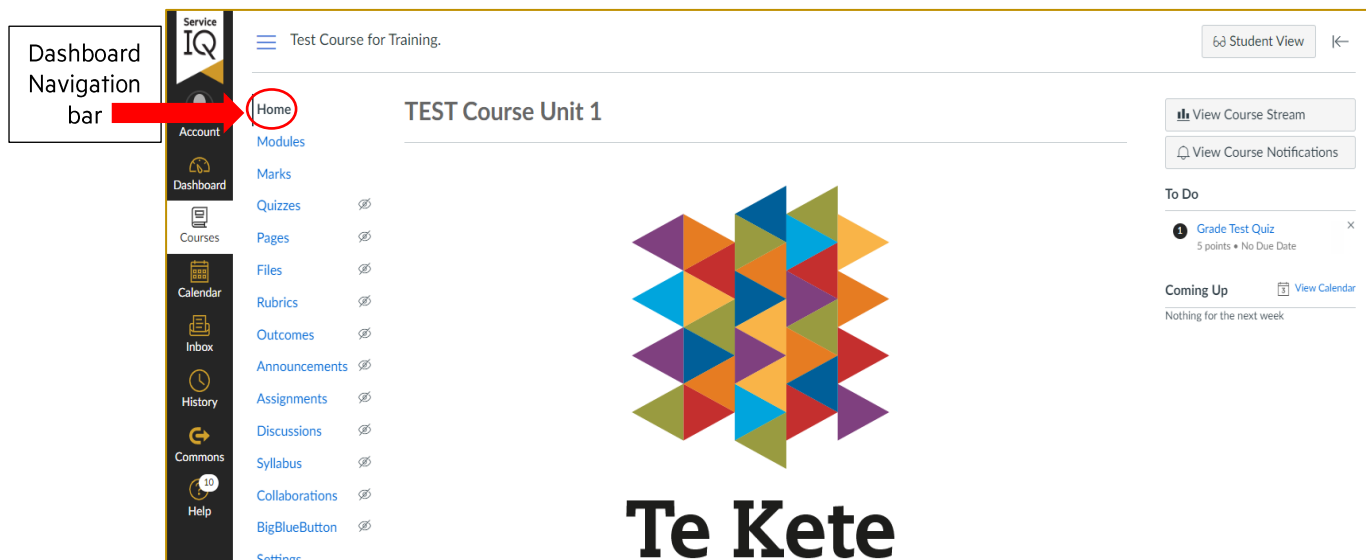 Dashboard
Navigation
bar
Service
IQ
Account
Dashboard
Courses
Calendar
Inbox
History
Commons
10
Help
Test Course for Training.
Student View
Home
Modules
Marks
Quizzes
Pages
Files
Rubrics
Outcomes
Announcements
Assignments
Discussions
Syllabus
Collaborations
BigBlueButton
Settings
TEST Course Unit 1
Te Kete
View Course Stream
View Course Notifications
To Do
1 Grade Test Quiz
5 points • No Due Date
Coming Up 3 View Calendar
Nothing for the next week